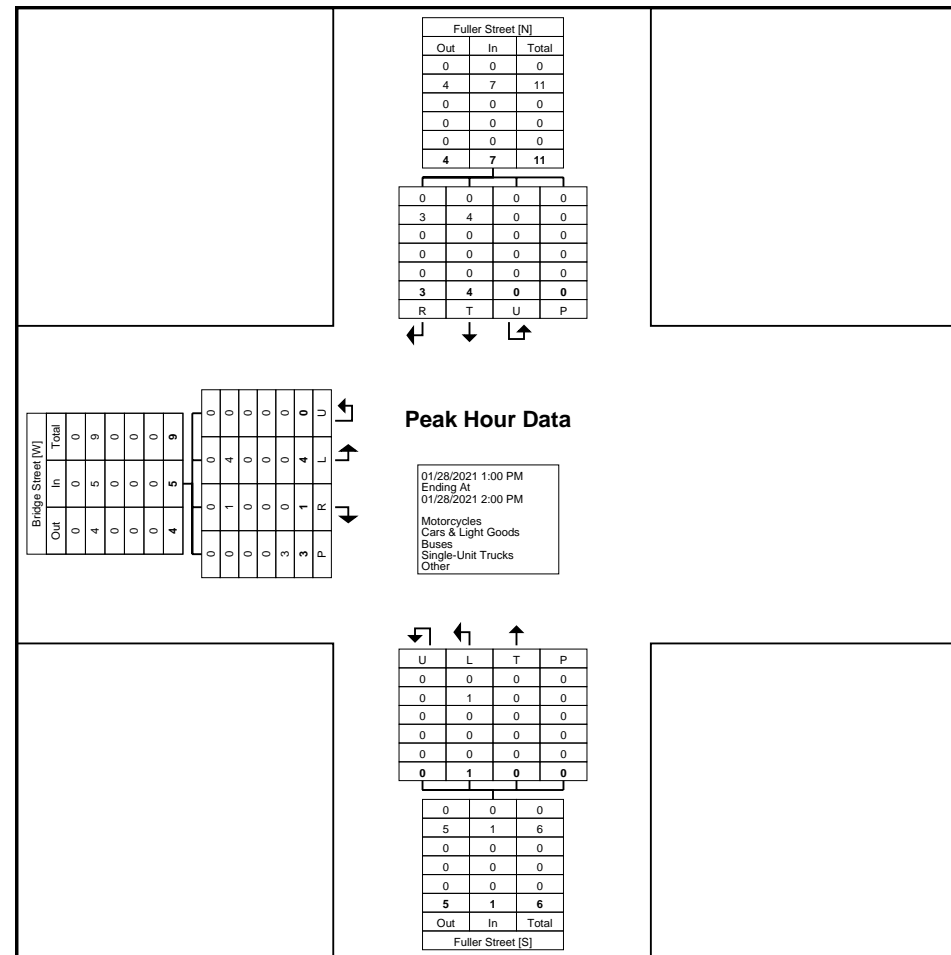 Fuller Street [N]
Out In Total
0 0 0
4 7 11
0 0 0
0 0 0
0 0 0
4 7 11
0 0 0 0
3 4 0 0
0 0 0 0
0 0 0 0
0 0 0 0
3 4 0 0
R T U P
Bridge Street [W]
Out In Total
0 0 0
4 5 9
0 0 0
0 0 0
0 0 0
4 5 9
0 0 0 0
0 1 4 0
0 0 0 0
0 0 0 0
3 0 0 0
3 1 4 0
P R L U
Peak Hour Data
01/28/2021 1:00 PM
Ending At
01/28/2021 2:00 PM
Motorcycles
Cars & Light Goods
Buses
Single-Unit Trucks
Other
U L T P
0 0 0 0
0 1 0 0
0 0 0 0
0 0 0 0
0 0 0 0
0 1 0 0
0 0 0
5 1 6
0 0 0
0 0 0
0 0 0
5 1 6
Out In Total
Fuller Street [S]